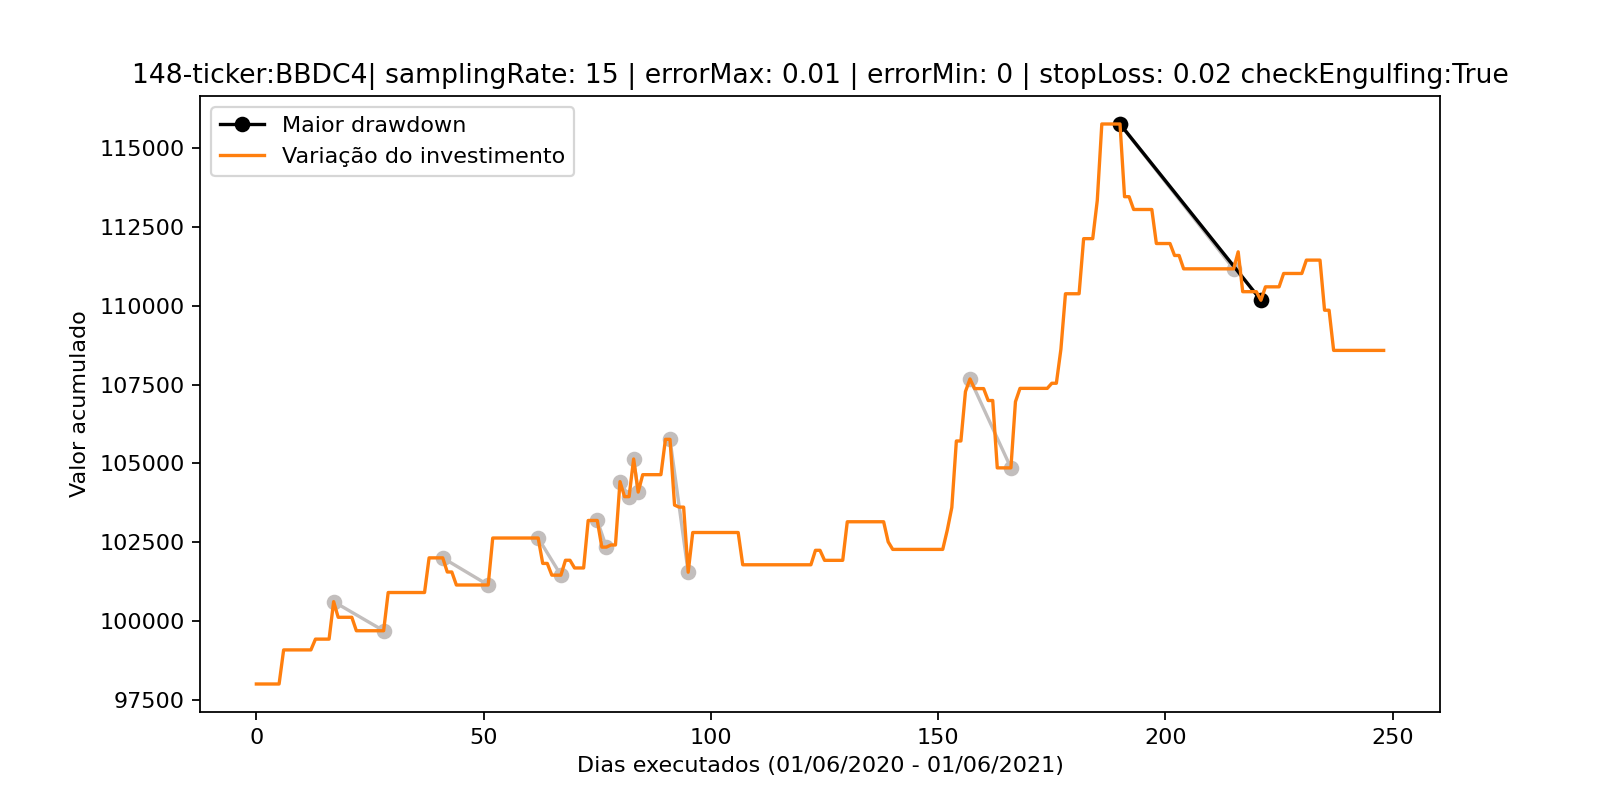 148-ticker:BBDC4| samplingRate: 15 | errorMax: 0.01 | errorMin: 0 | stopLoss: 0.02 checkEngulfing:True
Maior drawdown
Variação do investimento
115000
112500
110000
107500
105000
102500
100000
97500
Valor acumulado
0 50 100 150 200 250
Dias executados (01/06/2020 - 01/06/2021)